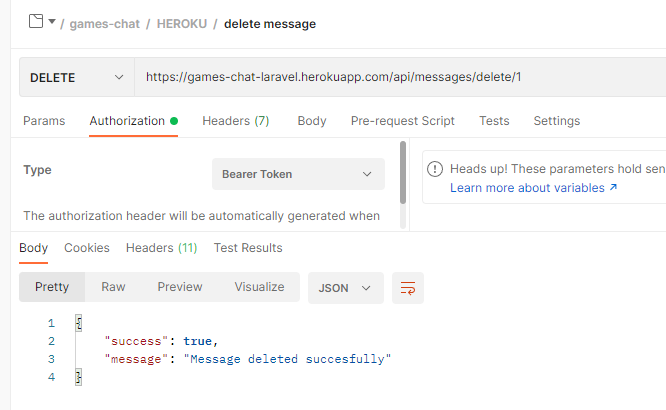 / games-chat / HEROKU / delete message
DELETE https://games-chat-laravel.herokuapp.com/api/messages/delete/1
Params Authorization Headers (7) Body Pre-request Script Tests Settings
Type Bearer Token
Heads up! These parameters hold sen
Learn more about variables ↗
The authorization header will be automatically generated when
Body Cookies Headers (11) Test Results
Pretty Raw Preview Visualize JSON
1 {
2 "success": true,
3 "message": "Message deleted succesfully"
4 }